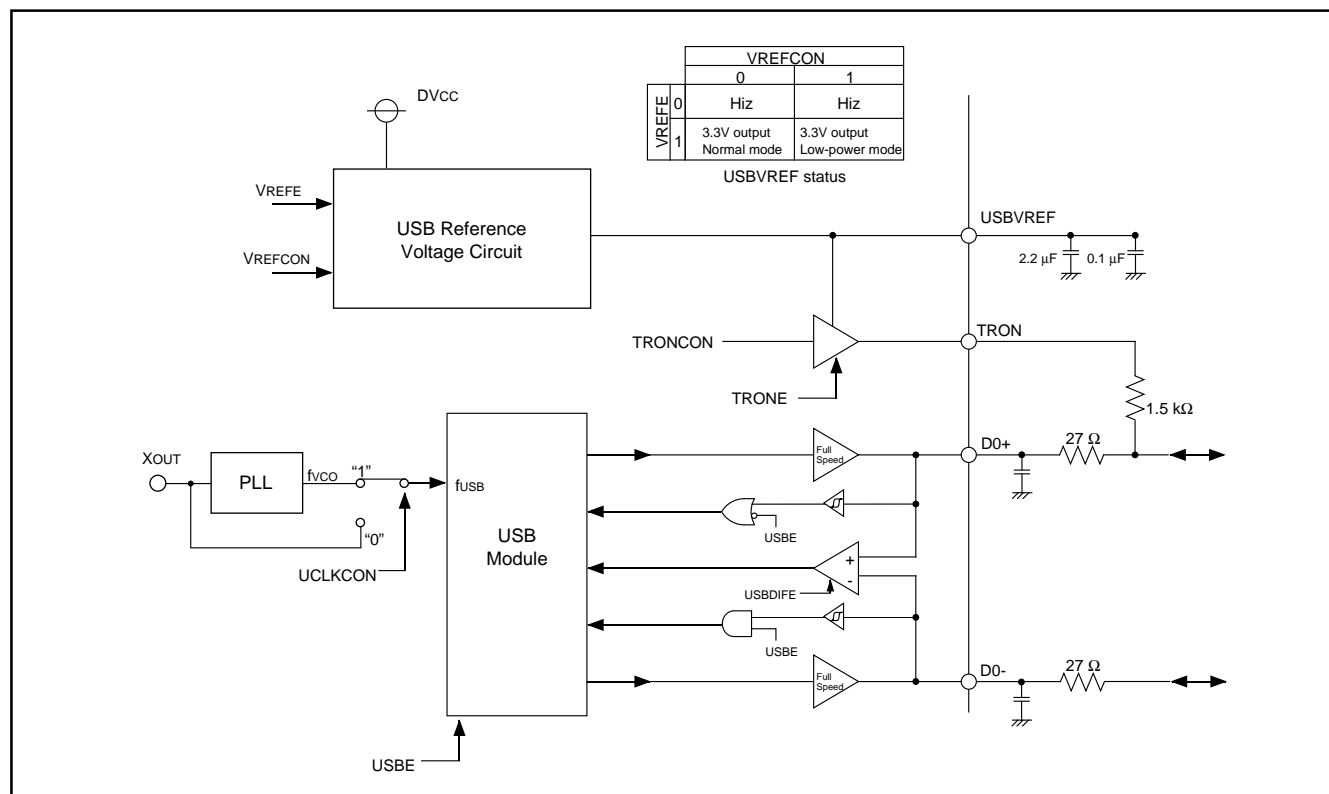 VREFCON
0 1
VREFE
0 Hiz Hiz
1 3.3V output 3.3V output
Normal mode Low-power mode
USBVREF status
DVCC
VREFE
VREFCON
USB Reference
Voltage Circuit
USBVREF
2.2 µF 0.1 µF
TRONCON
TRON
TRONE
1.5 kΩ
XOUT
PLL
fVCO
"1"
"0"
UCLKCON
fUSB
USB
Module
Full
Speed
D0+
27 Ω
USBE
+
-
USBDIFE
USBE
Full
Speed
D0-
27 Ω
USBE